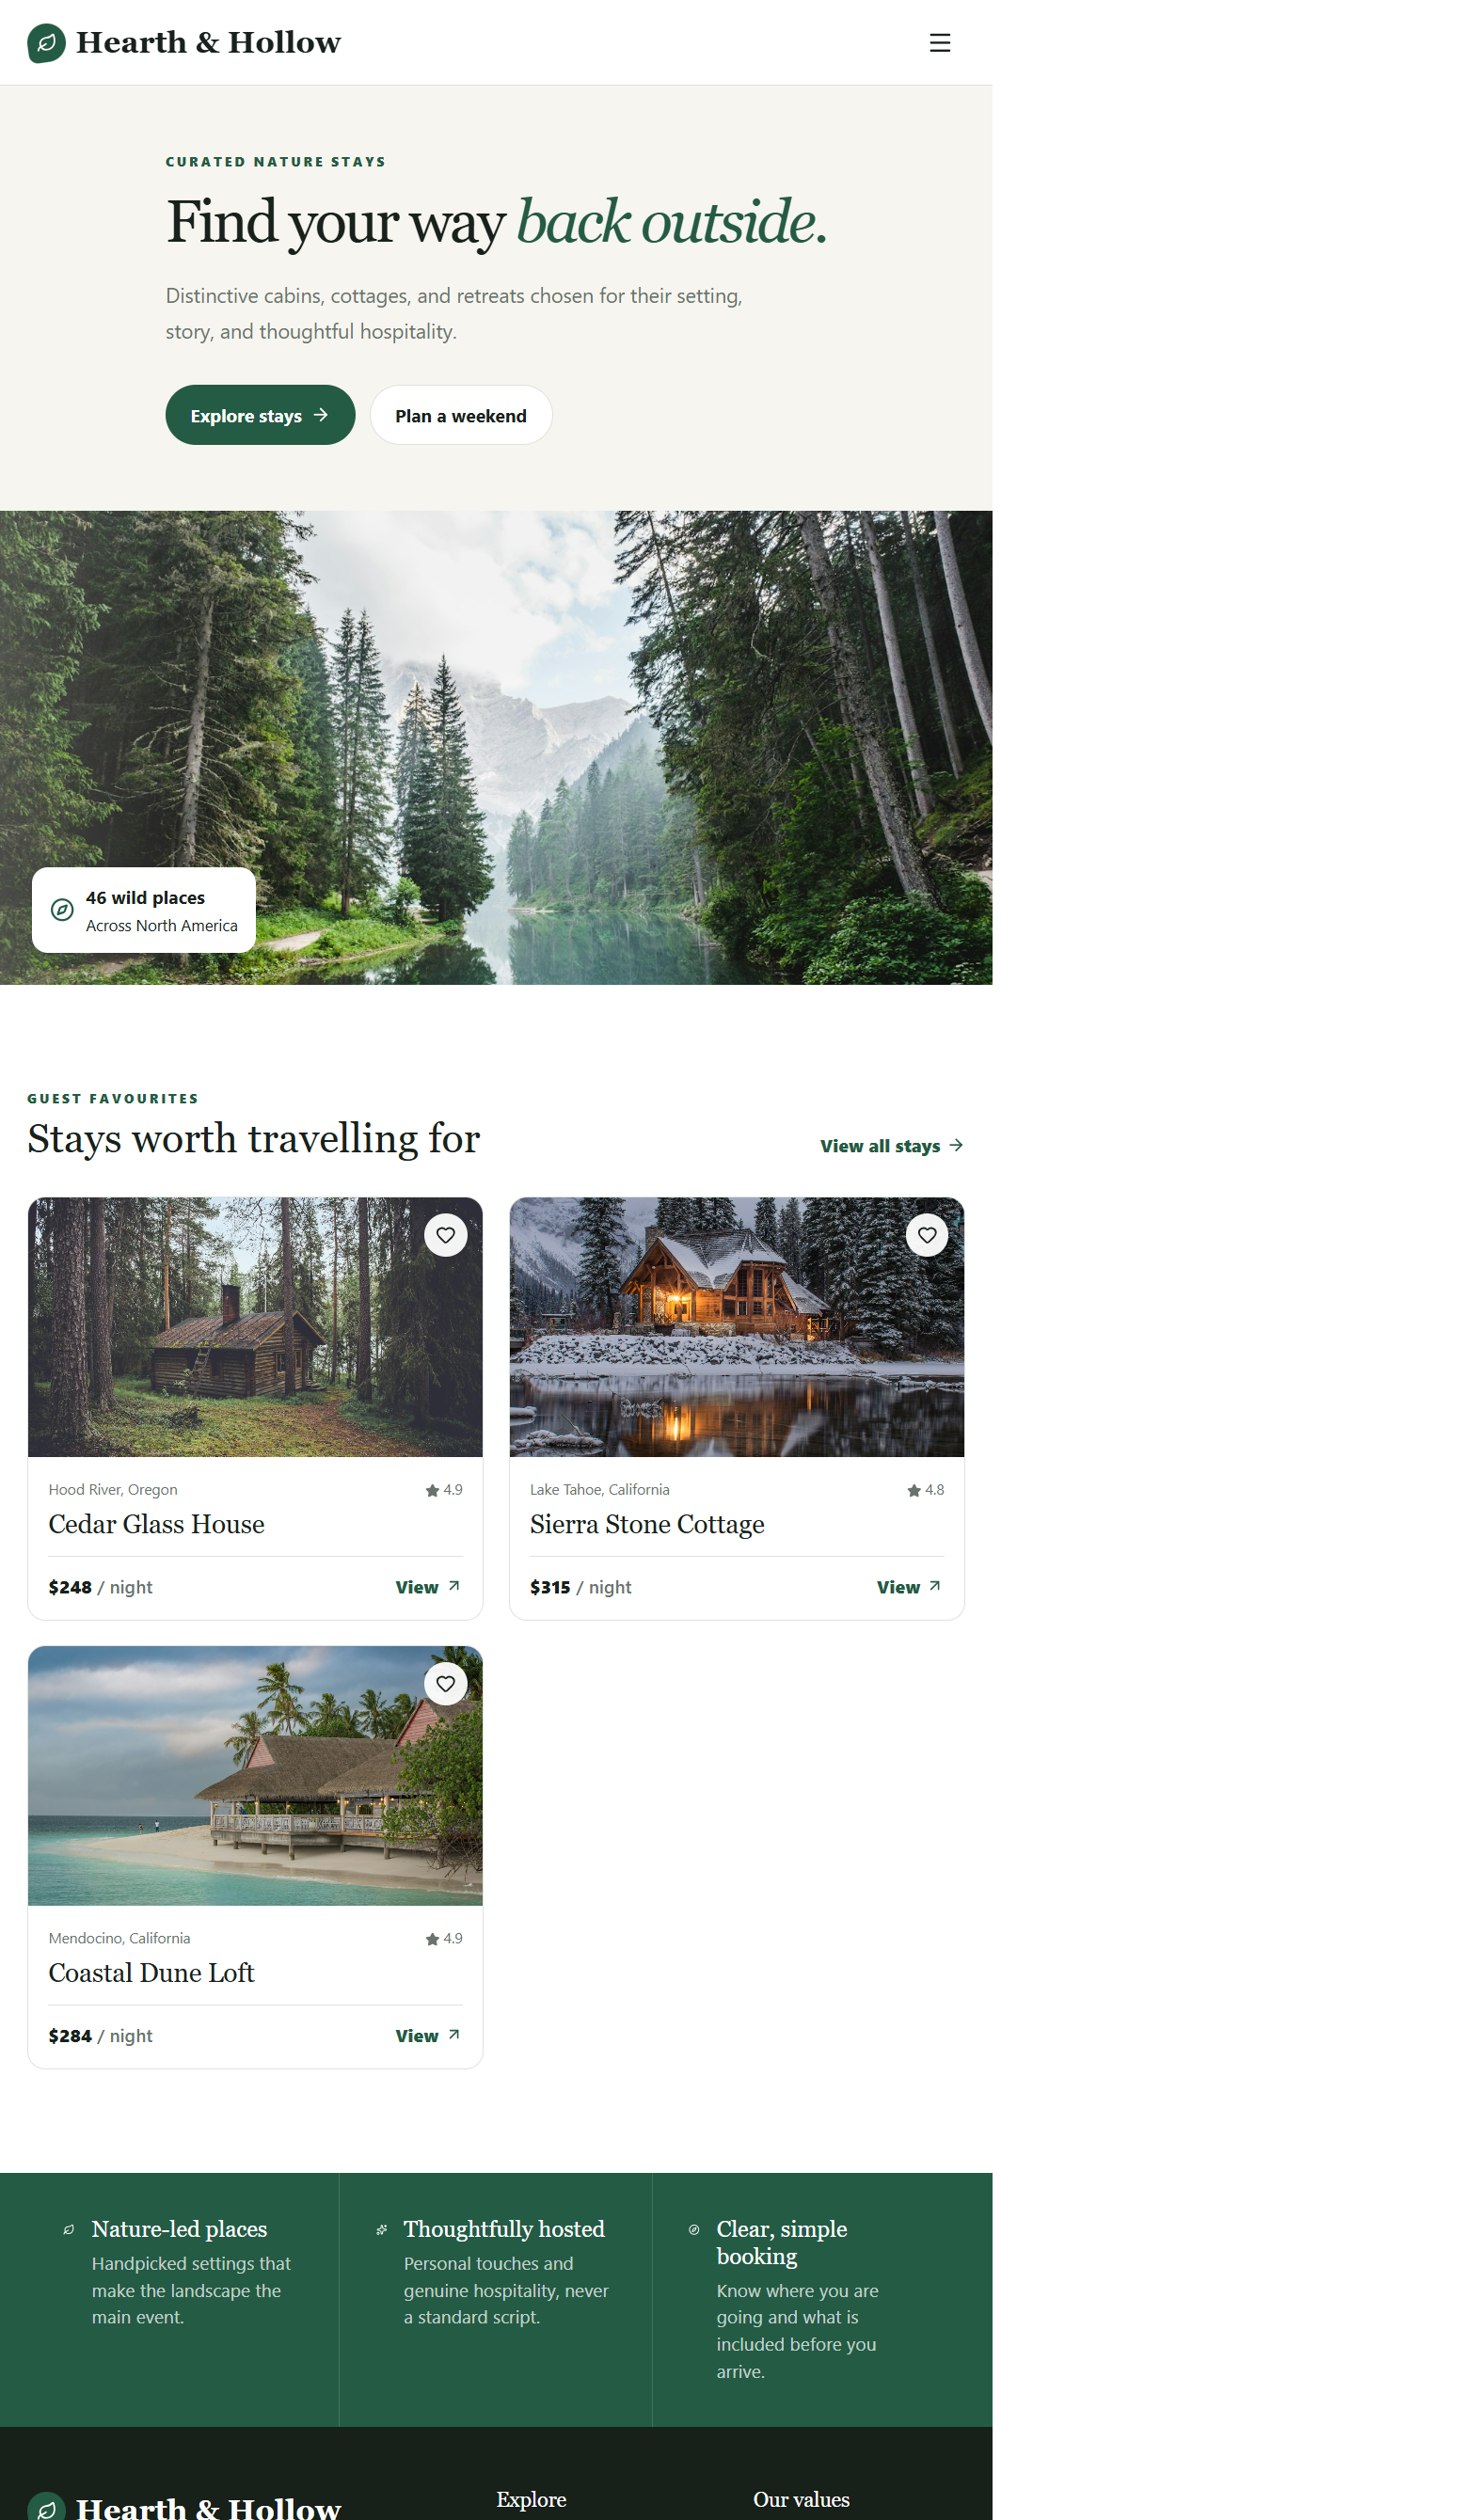 Hearth & Hollow
CURATED NATURE STAYS
Find your way back outside.
Distinctive cabins, cottages, and retreats chosen for their setting,
story, and thoughtful hospitality.
Explore stays
Plan a weekend
46 wild places
Across North America
GUEST FAVOURITES
Stays worth travelling for
View all stays
Hood River, Oregon
4.9
Cedar Glass House
$248 / night
View
Lake Tahoe, California
4.8
Sierra Stone Cottage
$315 / night
View
Mendocino, California
4.9
Coastal Dune Loft
$284 / night
View
Nature-led places
Handpicked settings that
make the landscape the
main event.
Thoughtfully hosted
Personal touches and
genuine hospitality, never
a standard script.
Clear, simple
booking
Know where you are
going and what is
included before you
arrive.
Hearth & Hollow
Explore
Our values